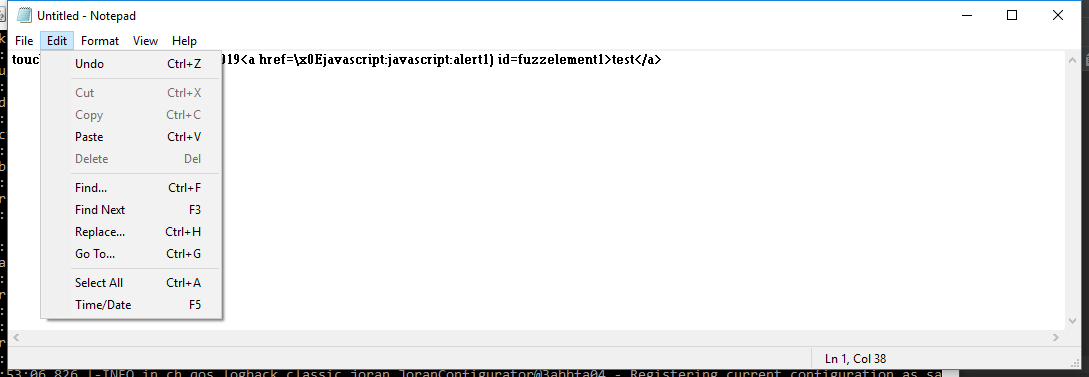 Untitled - Notepad
File Edit Format View Help
touc 019<a href=\x0Ejavascript:javascript:alert1) id=fuzzelement1>test</a>
Undo Ctrl+Z
Cut Ctrl+X
Copy Ctrl+C
Paste Ctrl+V
Delete Del
Find... Ctrl+F
Find Next F3
Replace... Ctrl+H
Go To... Ctrl+G
Select All Ctrl+A
Time/Date F5
Ln 1, Col 38
:53:06,826 |-INFO in ch.qos.logback.classic.joran.JoranConfigurator@3abbfa04 - Registering current configuration as sa